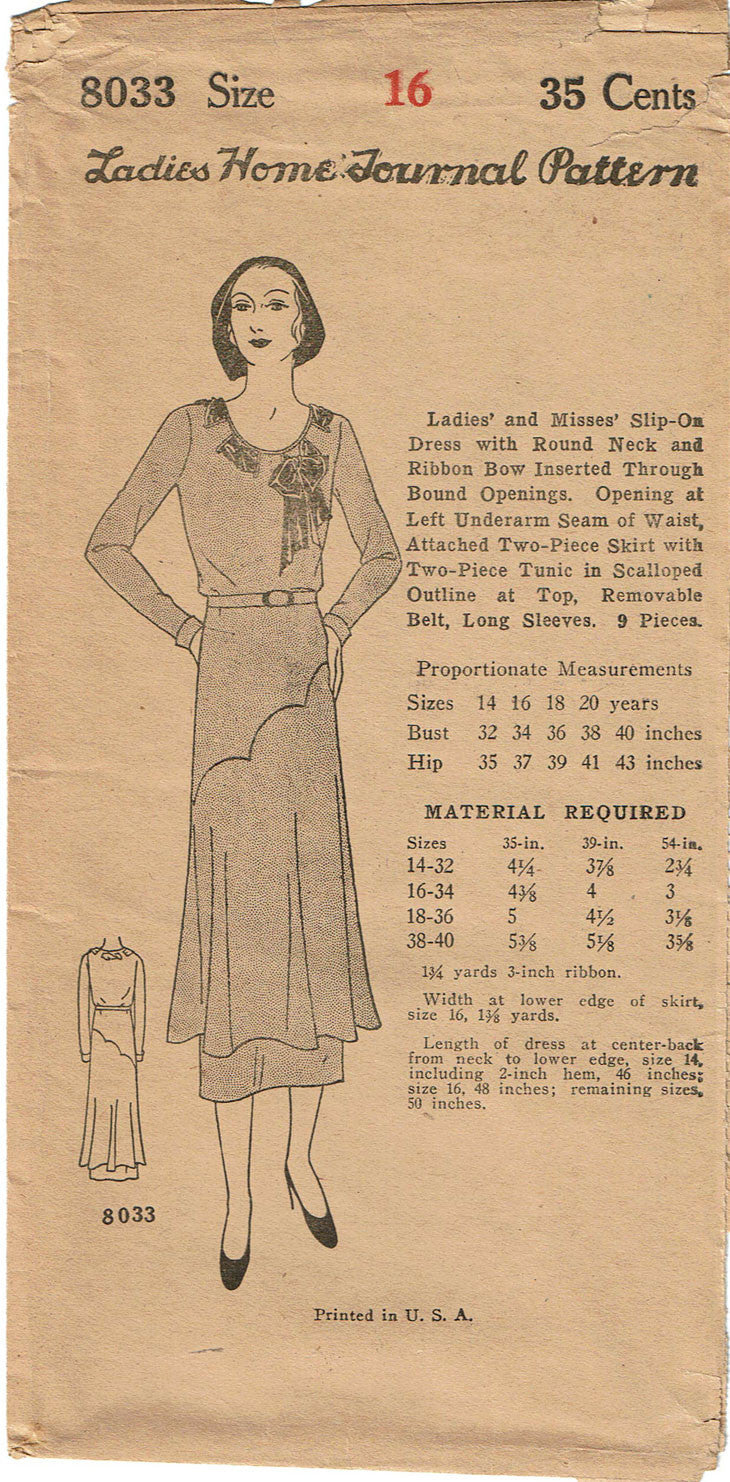 8033 Size 16 35 Cents
Ladies Home Journal Pattern
Ladies' and Misses' Slip-On
Dress with Round Neck and
Ribbon Bow Inserted Through
Bound Openings. Opening at
Left Underarm Seam of Waist,
Attached Two-Piece Skirt with
Two-Piece Tunic in Scalloped
Outline at Top, Removable
Belt, Long Sleeves. 9 Pieces.
Proportionate Measurements
Sizes 14 16 18 20 years
Bust 32 34 36 38 40 inches
Hip 35 37 39 41 43 inches
MATERIAL REQUIRED
Sizes 35-in. 39-in. 54-in.
14-32 4¼ 3⅞ 2¾
16-34 4⅜ 4 3
18-36 5 4½ 3⅛
38-40 5⅜ 5⅛ 3⅝
1¾ yards 3-inch ribbon.
Width at lower edge of skirt,
size 16, 1⅜ yards.
Length of dress at center-back
from neck to lower edge, size 14,
including 2-inch hem, 46 inches;
size 16, 48 inches; remaining sizes,
50 inches.
8033
Printed in U. S. A.